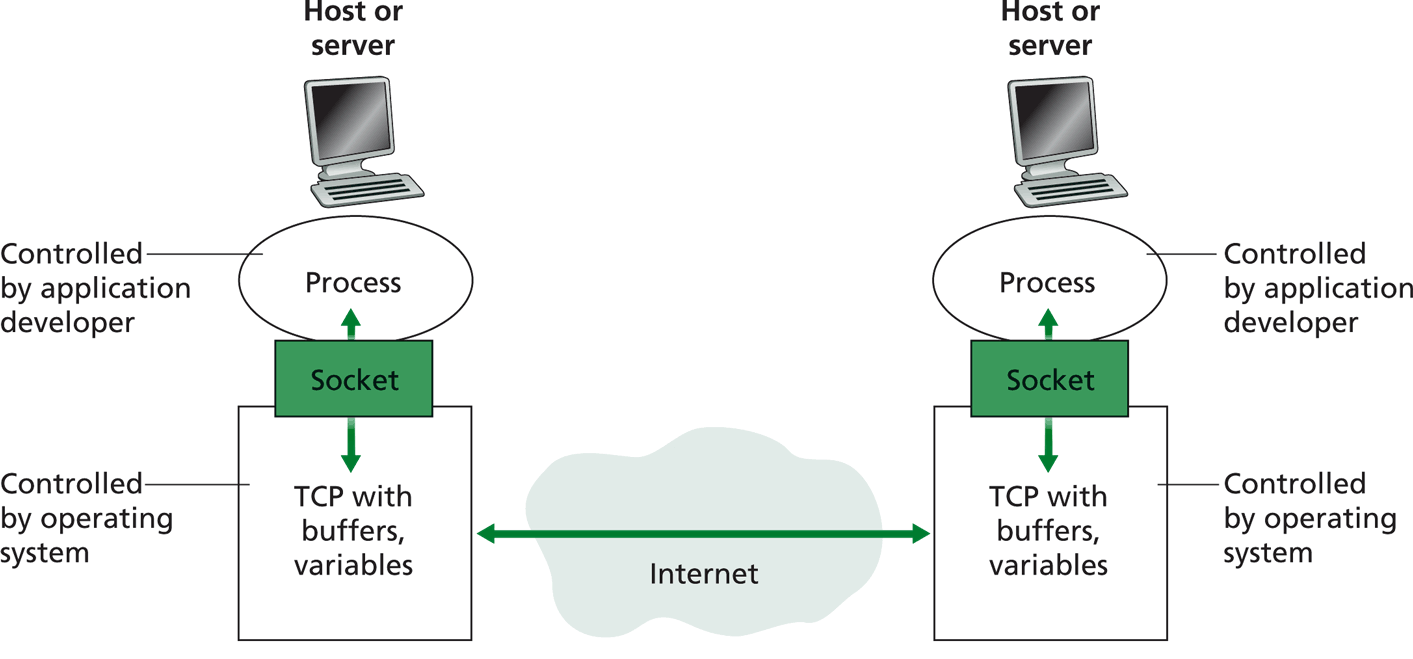 Host or
server
Host or
server
Controlled
by application
developer
Process
Process
Controlled
by application
developer
Socket
Socket
Controlled
by operating
system
TCP with
buffers,
variables
Internet
TCP with
buffers,
variables
Controlled
by operating
system